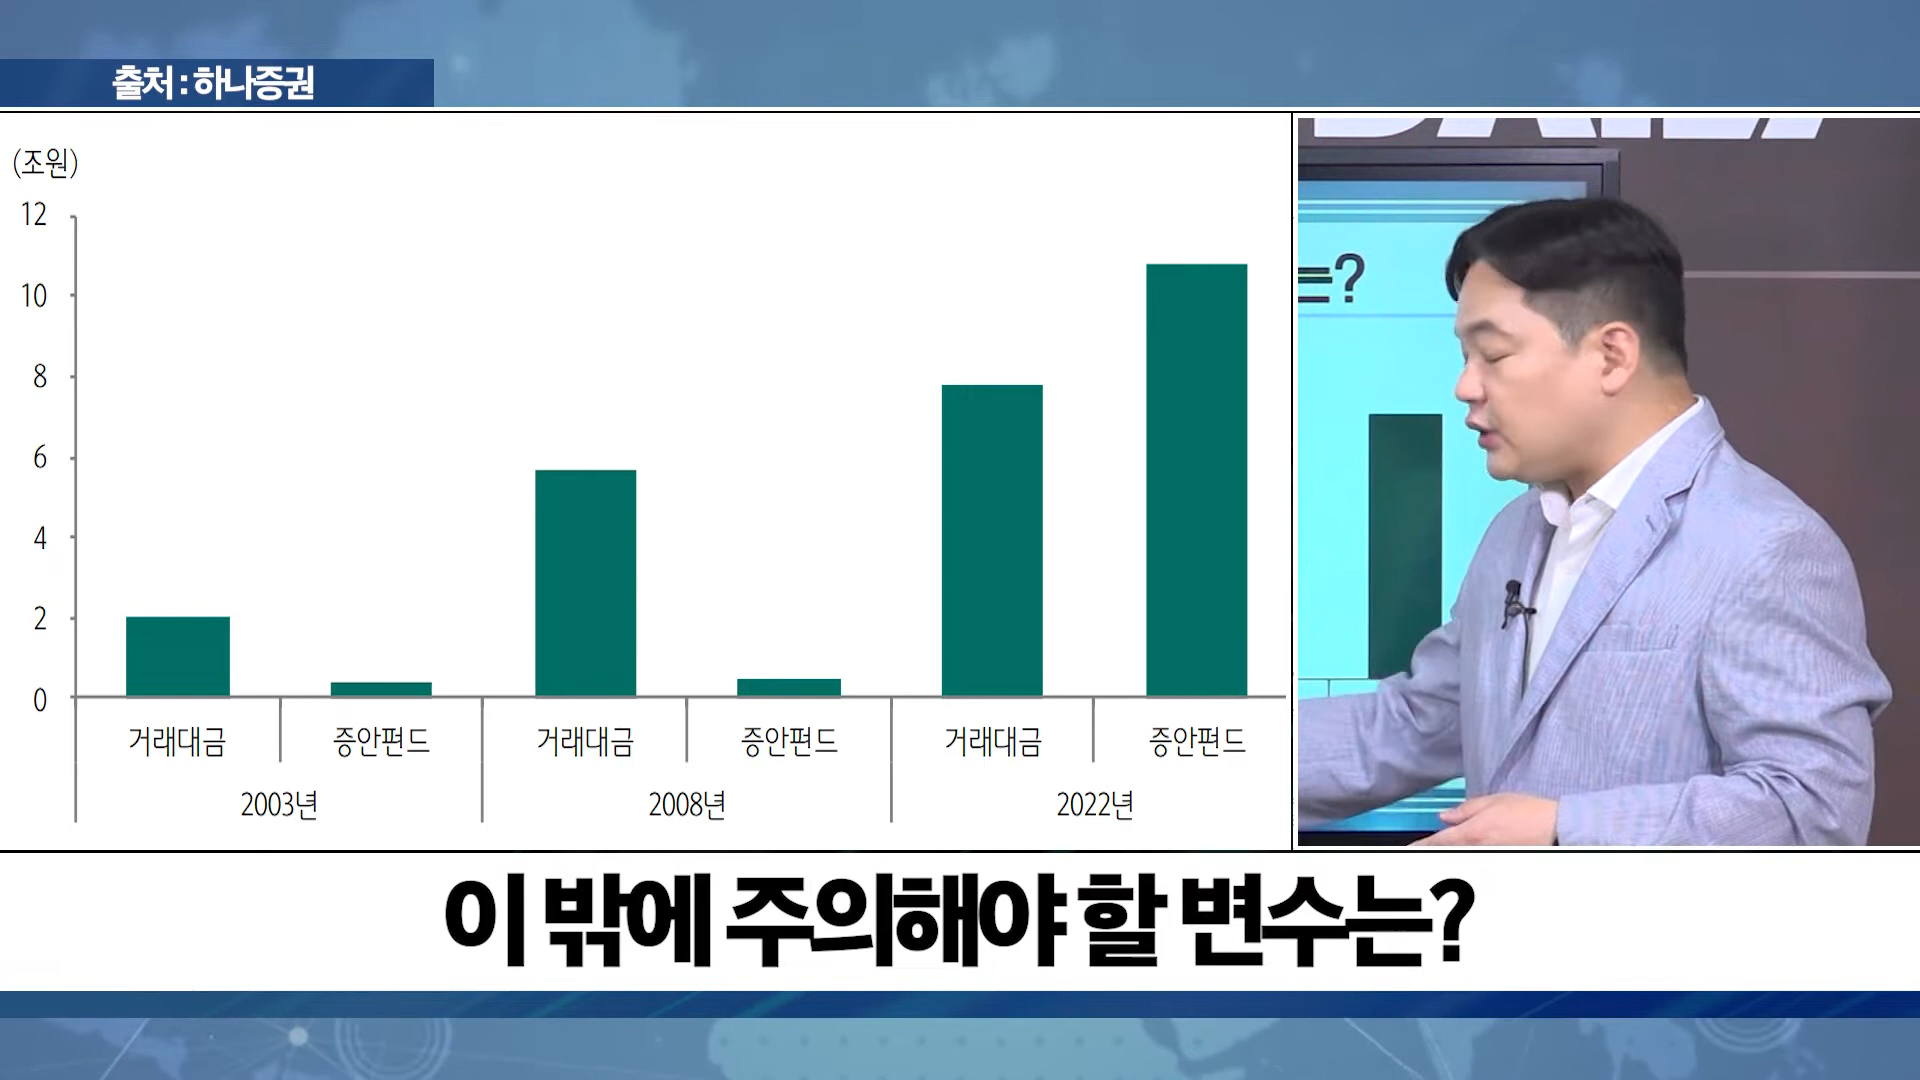 출처 : 하나증권
(조원)
12
10
8
6
4
2
0
거래대금 증안펀드 거래대금 증안펀드 거래대금 증안펀드
2003년 2008년 2022년
는?
이 밖에 주의해야 할 변수는?